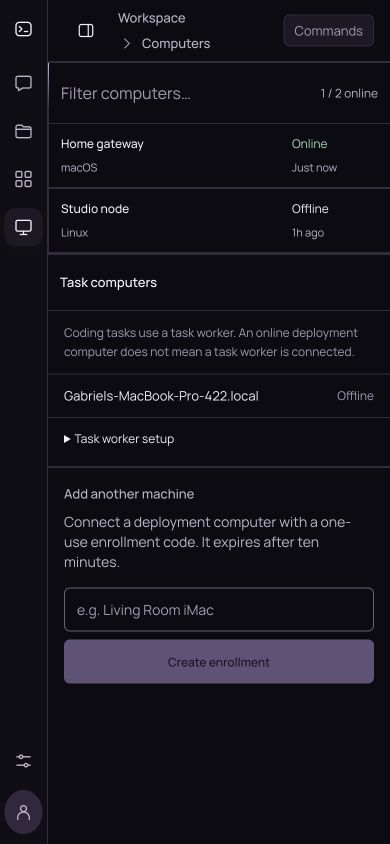 Workspace
Computers
Commands
Filter computers...
1 / 2 online
Home gateway
Online
macOS
Just now
Studio node
Offline
Linux
1h ago
Task computers
Coding tasks use a task worker. An online deployment
computer does not mean a task worker is connected.
Gabriels-MacBook-Pro-422.local
Offline
Task worker setup
Add another machine
Connect a deployment computer with a one-
use enrollment code. It expires after ten
minutes.
e.g. Living Room iMac
Create enrollment